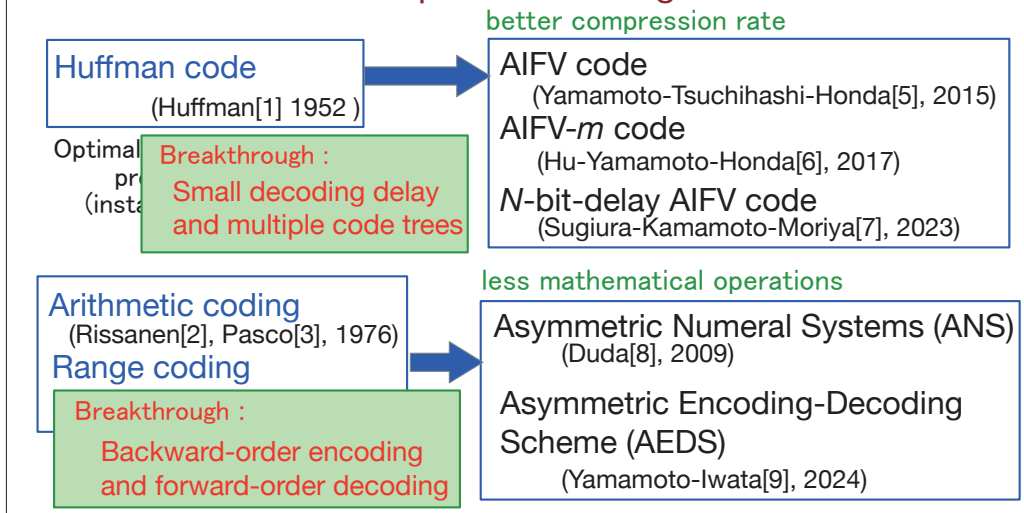 better compression rate
Huffman code
(Huffman[1] 1952 )
Optimal
Breakthrough :
Small decoding delay
and multiple code trees
AIFV code
(Yamamoto-Tsuchihashi-Honda[5], 2015)
AIFV-m code
(Hu-Yamamoto-Honda[6], 2017)
N-bit-delay AIFV code
(Sugiura-Kamamoto-Moriya[7], 2023)
less mathematical operations
Arithmetic coding
(Rissanen[2], Pasco[3], 1976)
Range coding
Breakthrough :
Backward-order encoding
and forward-order decoding
Asymmetric Numeral Systems (ANS)
(Duda[8], 2009)
Asymmetric Encoding-Decoding
Scheme (AEDS)
(Yamamoto-Iwata[9], 2024)